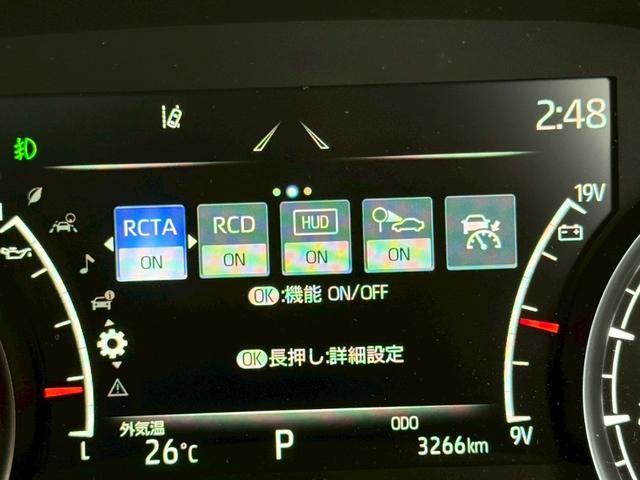 2:48
19V
RCTA RCD HUD
ON ON ON ON
OK:機能 ON/OFF
OK長押し:詳細設定
外気温 ODO
L 26℃ P 3266km 9V